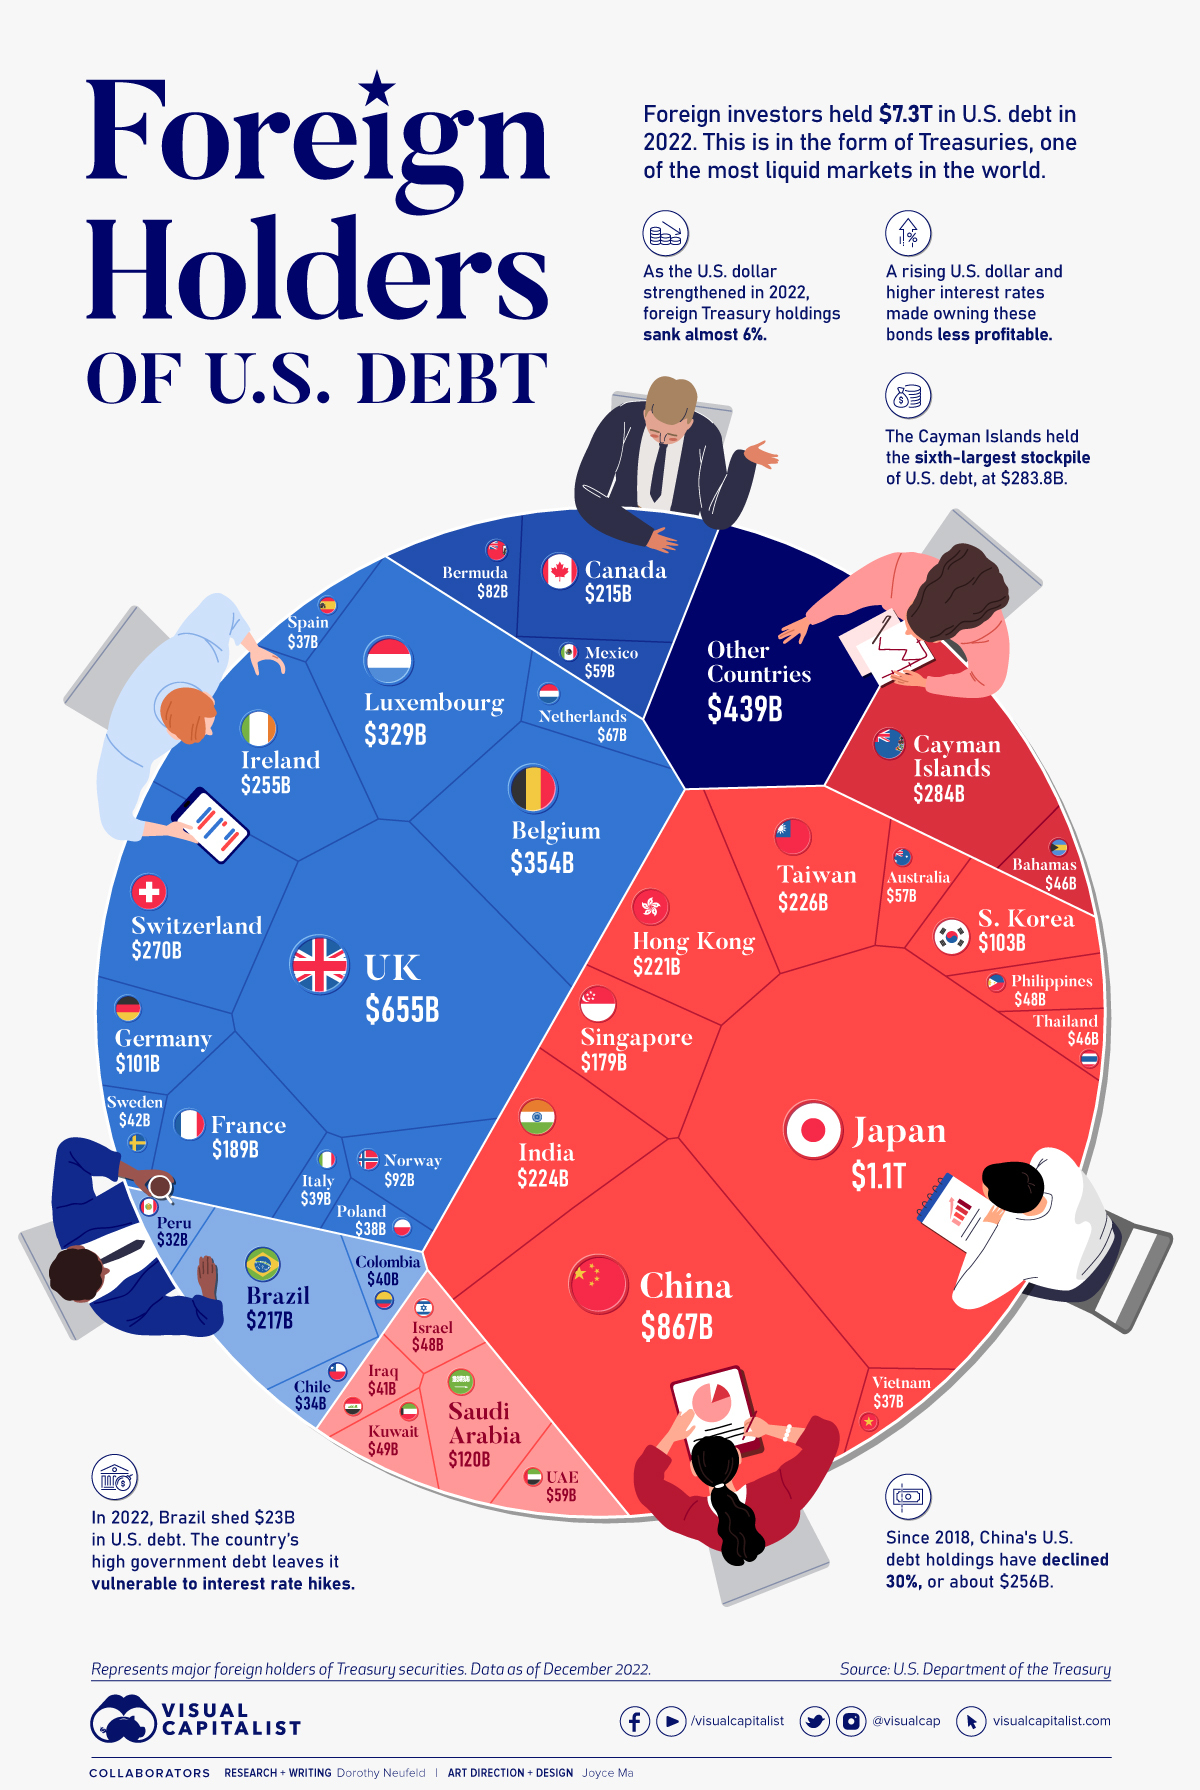 Foreign
Holders
OF U.S. DEBT
Foreign investors held $7.3T in U.S. debt in
2022. This is in the form of Treasuries, one
of the most liquid markets in the world.
As the U.S. dollar
strengthened in 2022,
foreign Treasury holdings
sank almost 6%.
%
A rising U.S. dollar and
higher interest rates
made owning these
bonds less profitable.
$
The Cayman Islands held
the sixth-largest stockpile
of U.S. debt, at $283.8B.
Bermuda
$82B
Canada
$215B
Mexico
$59B
Other
Countries
$439B
Spain
$37B
Luxembourg
$329B
Netherlands
$67B
Ireland
$255B
Belgium
$354B
Cayman
Islands
$284B
Bahamas
$46B
Taiwan
$226B
Australia
$57B
Hong Kong
$221B
S. Korea
$103B
Philippines
$48B
Thailand
$46B
Switzerland
$270B
UK
$655B
Germany
$101B
Singapore
$179B
Sweden
$42B
France
$189B
Italy
$39B
Norway
$92B
Poland
$38B
India
$224B
Japan
$1.1T
Peru
$32B
Brazil
$217B
Colombia
$40B
Chile
$34B
China
$867B
Israel
$48B
Iraq
$41B
Kuwait
$49B
Saudi
Arabia
$120B
UAE
$59B
Vietnam
$37B
$
In 2022, Brazil shed $23B
in U.S. debt. The country's
high government debt leaves it
vulnerable to interest rate hikes.
Since 2018, China's U.S.
debt holdings have declined
30%, or about $256B.
Represents major foreign holders of Treasury securities. Data as of December 2022.
Source: U.S. Department of the Treasury
VISUAL
CAPITALIST
/visualcapitalist
@visualcap
visualcapitalist.com
COLLABORATORS RESEARCH + WRITING Dorothy Neufeld | ART DIRECTION + DESIGN Joyce Ma